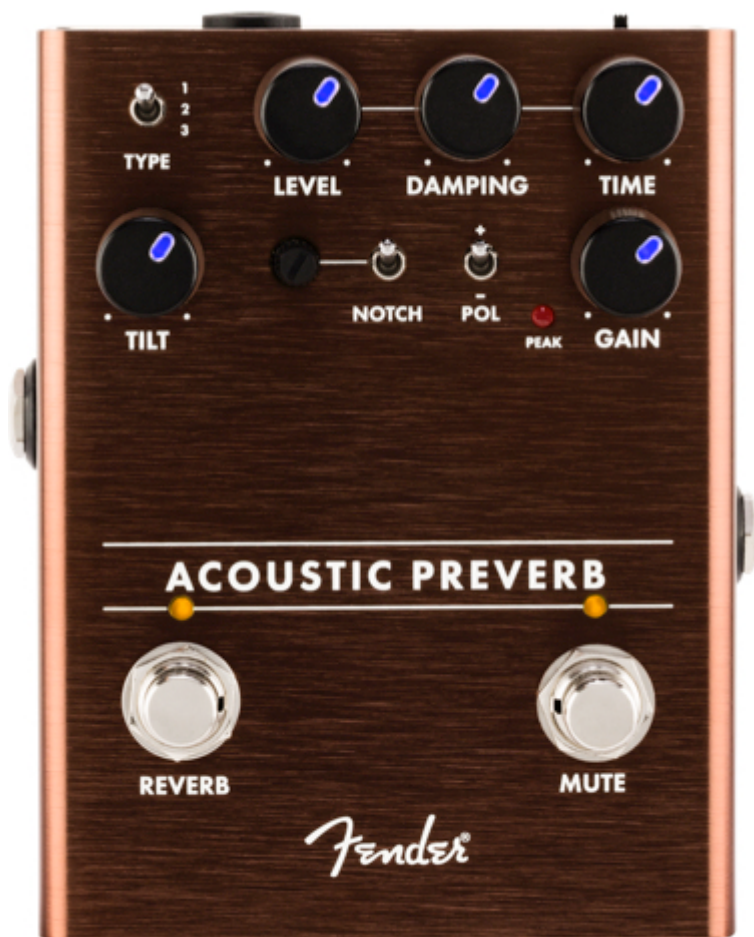 1
2
3
TYPE
LEVEL DAMPING TIME
+
-
TILT NOTCH POL PEAK GAIN
ACOUSTIC PREVERB
REVERB MUTE
Fender®